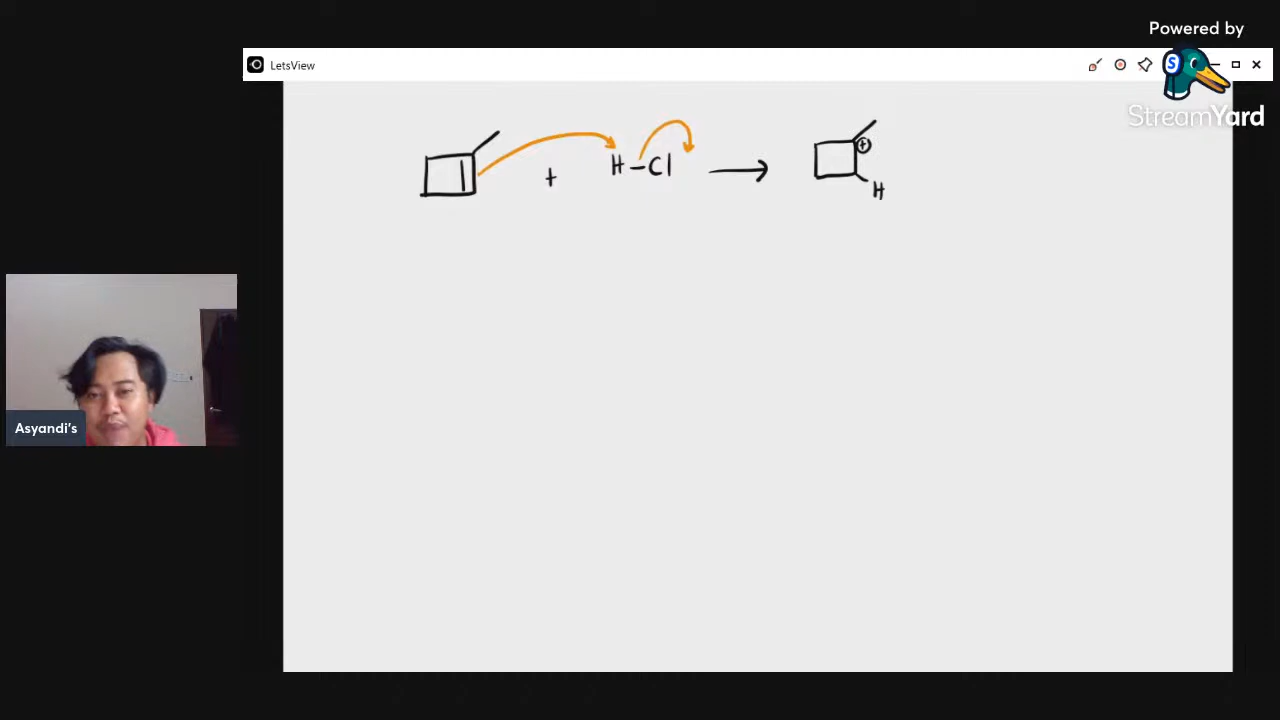 Powered by
LetsView
S
StreamYard
+ H-Cl → ⊕
H
Asyandi's